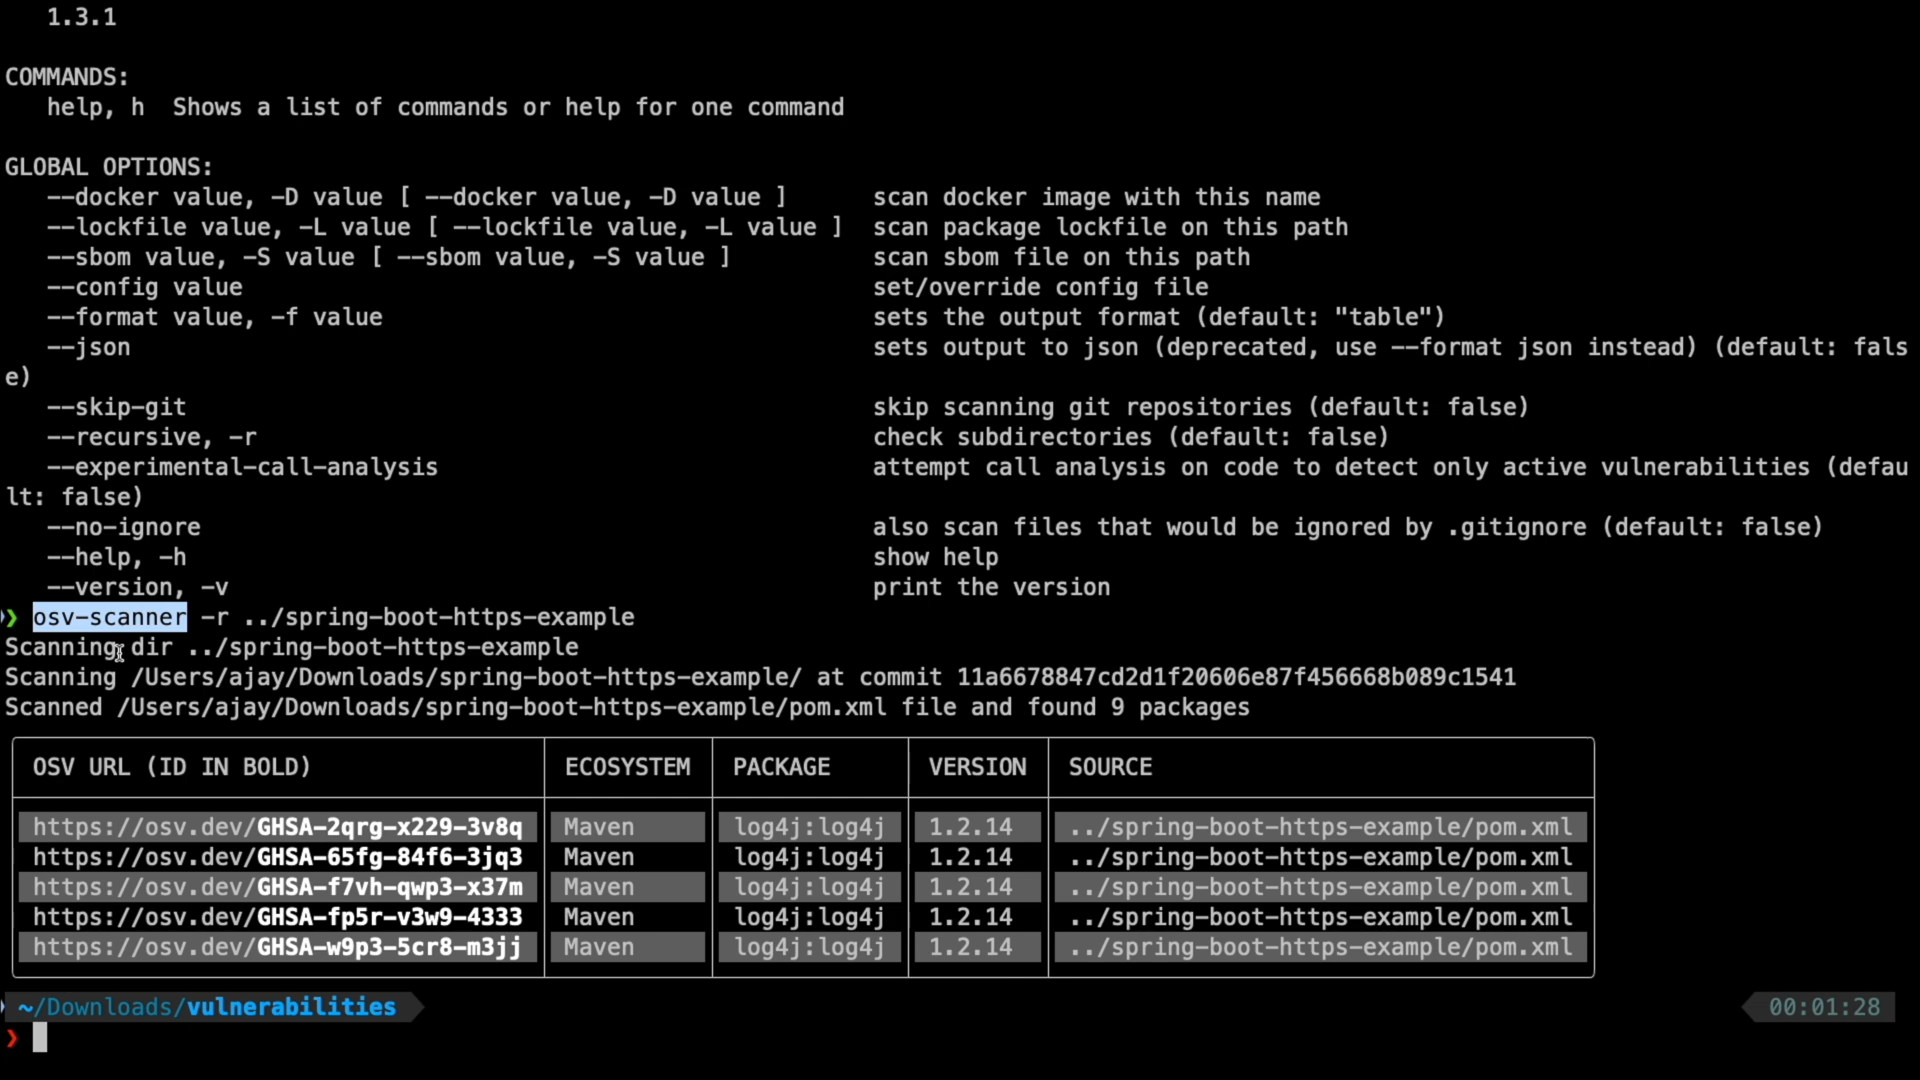 1.3.1
COMMANDS:
help, h  Shows a list of commands or help for one command
GLOBAL OPTIONS:
--docker value, -D value [ --docker value, -D value ]  scan docker image with this name
--lockfile value, -L value [ --lockfile value, -L value ]  scan package lockfile on this path
--sbom value, -S value [ --sbom value, -S value ]  scan sbom file on this path
--config value  set/override config file
--format value, -f value  sets the output format (default: "table")
--json  sets output to json (deprecated, use --format json instead) (default: fals
e)
--skip-git  skip scanning git repositories (default: false)
--recursive, -r  check subdirectories (default: false)
--experimental-call-analysis  attempt call analysis on code to detect only active vulnerabilities (defau
lt: false)
--no-ignore  also scan files that would be ignored by .gitignore (default: false)
--help, -h  show help
--version, -v  print the version
❯ osv-scanner -r ../spring-boot-https-example
Scanning dir ../spring-boot-https-example
Scanning /Users/ajay/Downloads/spring-boot-https-example/ at commit 11a6678847cd2d1f20606e87f456668b089c1541
Scanned /Users/ajay/Downloads/spring-boot-https-example/pom.xml file and found 9 packages
OSV URL (ID IN BOLD)  ECOSYSTEM  PACKAGE  VERSION  SOURCE
https://osv.dev/GHSA-2qrg-x229-3v8q  Maven  log4j:log4j  1.2.14  ../spring-boot-https-example/pom.xml
https://osv.dev/GHSA-65fg-84f6-3jq3  Maven  log4j:log4j  1.2.14  ../spring-boot-https-example/pom.xml
https://osv.dev/GHSA-f7vh-qwp3-x37m  Maven  log4j:log4j  1.2.14  ../spring-boot-https-example/pom.xml
https://osv.dev/GHSA-fp5r-v3w9-4333  Maven  log4j:log4j  1.2.14  ../spring-boot-https-example/pom.xml
https://osv.dev/GHSA-w9p3-5cr8-m3jj  Maven  log4j:log4j  1.2.14  ../spring-boot-https-example/pom.xml
~/Downloads/vulnerabilities  00:01:28
❯